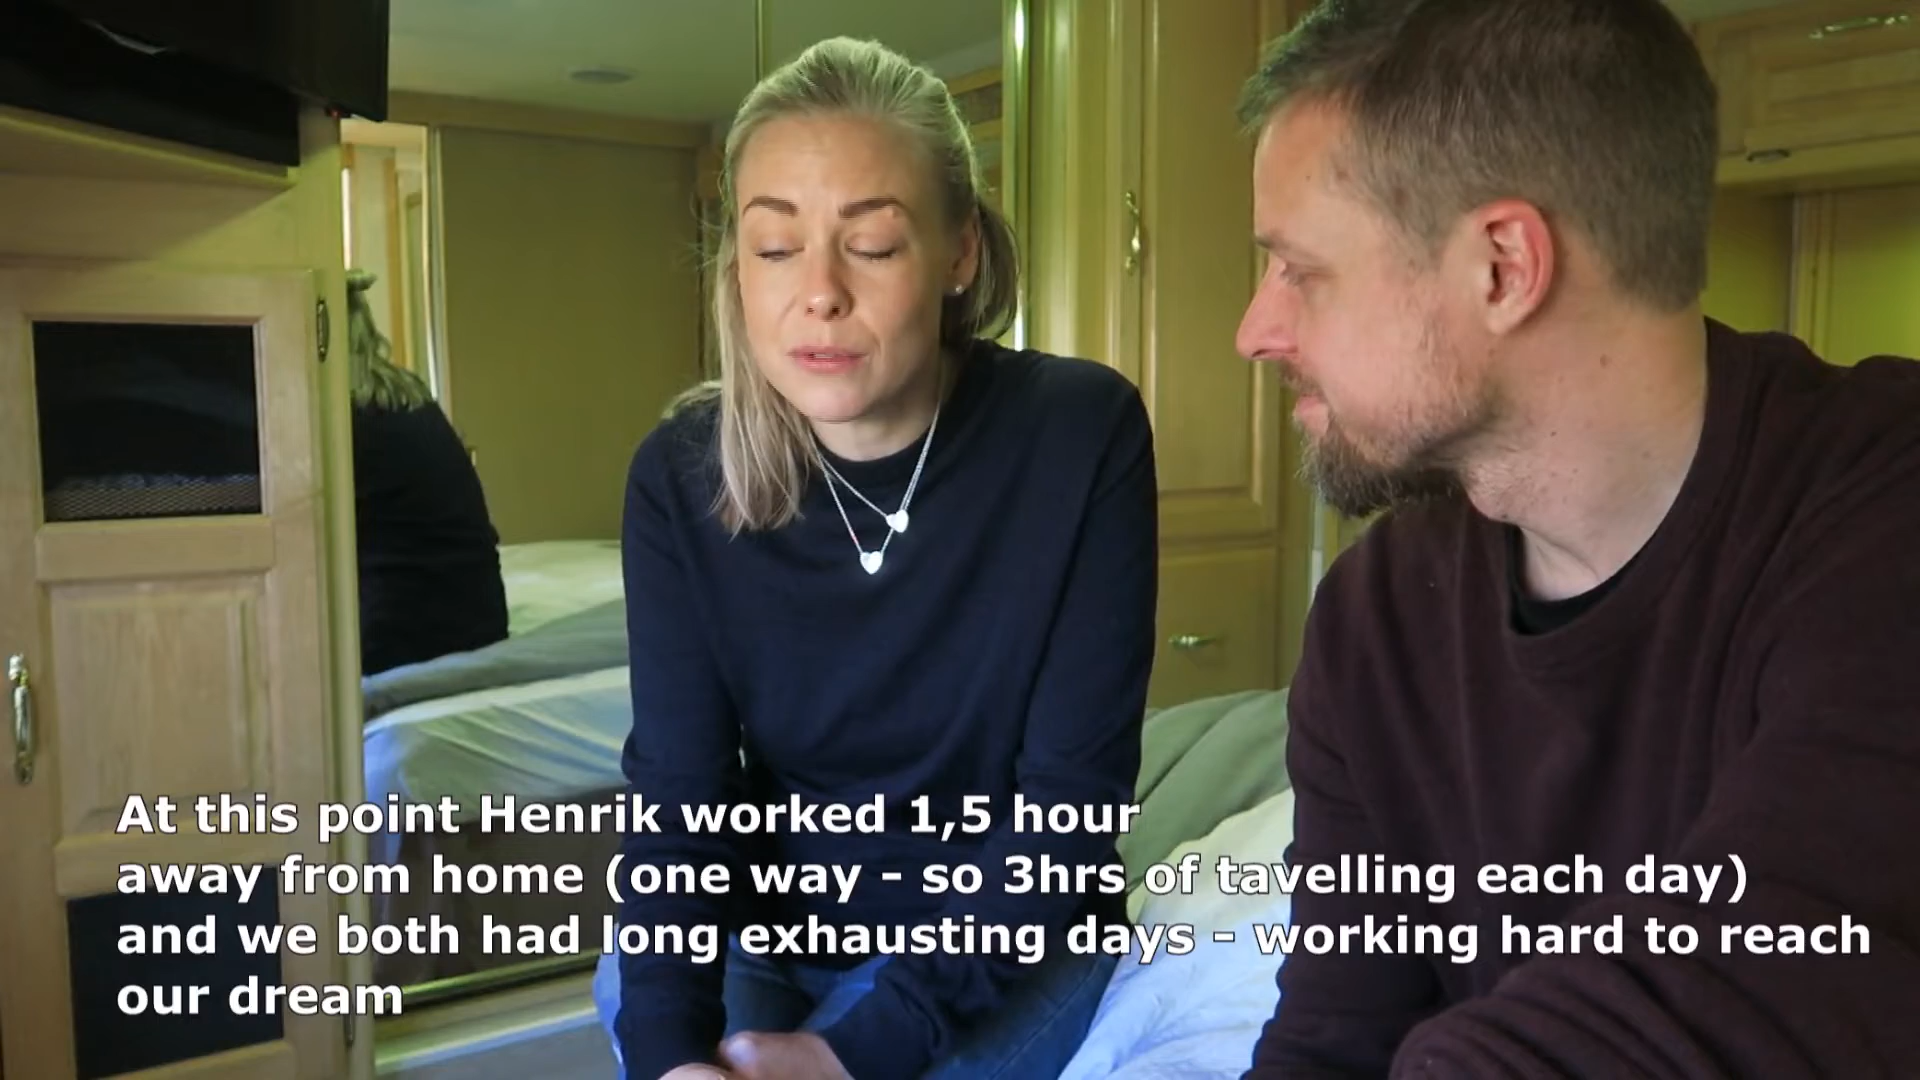 At this point Henrik worked 1,5 hour
away from home (one way - so 3hrs of tavelling each day)
and we both had long exhausting days - working hard to reach
our dream